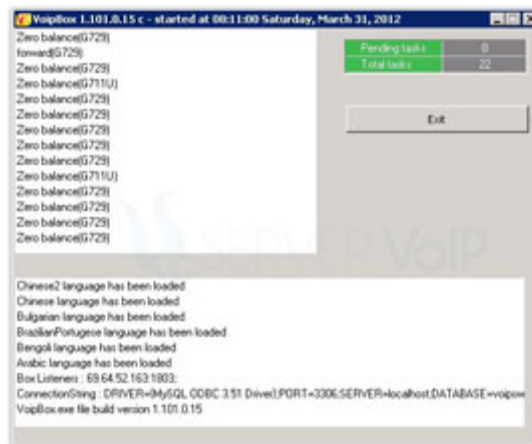 VoipBox 1.101.0.15 c - started at 00:11:00 Saturday, March 31, 2012
Zero balance(G729)
forward(G729)
Zero balance(G729)
Zero balance(G711U)
Zero balance(G729)
Zero balance(G729)
Zero balance(G729)
Zero balance(G729)
Zero balance(G729)
Zero balance(G711U)
Zero balance(G729)
Zero balance(G729)
Zero balance(G729)
Zero balance(G729)
Pending tasks 0
Total tasks 22
Exit
SERVER VoIP
Chinese2 language has been loaded
Chinese language has been loaded
Bulgarian language has been loaded
BrazilianPortugese language has been loaded
Bengoli language has been loaded
Arabic language has been loaded
Box Listeners : 69.64.52.163:1803;
ConnectionString : DRIVER={MySQL ODBC 3.51 Driver};PORT=3306;SERVER=localhost;DATABASE=voipsw
VoipBox.exe file build version 1.101.0.15